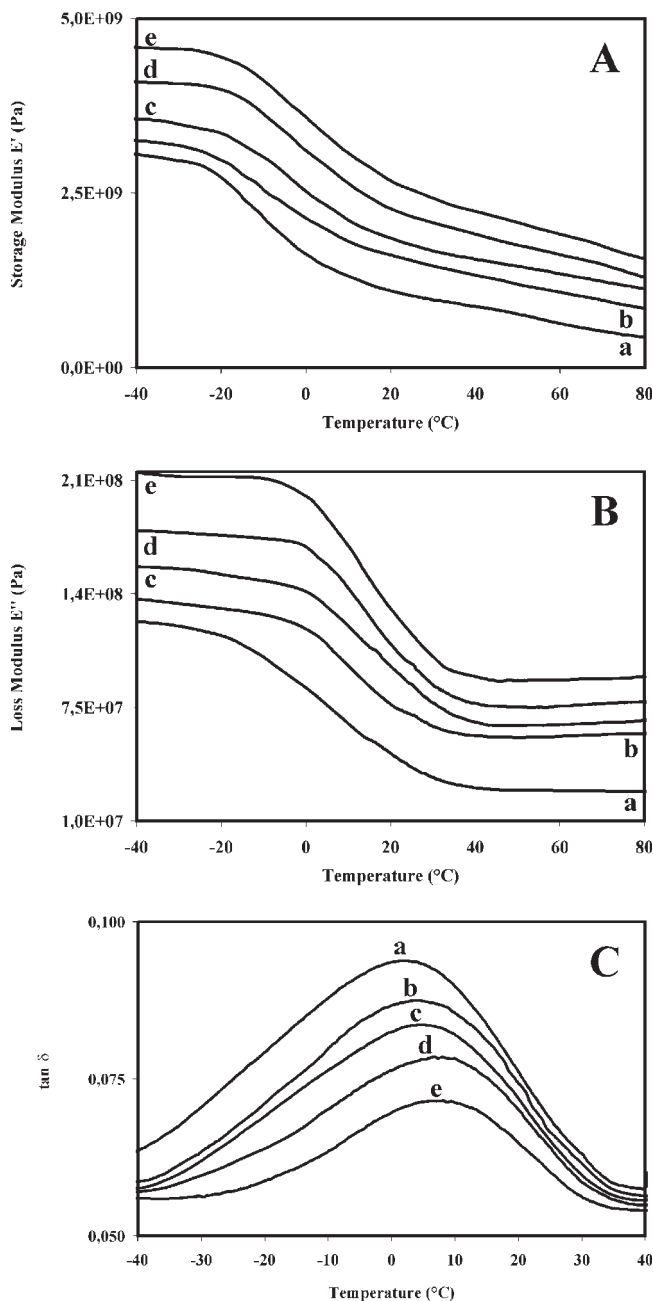 5,0E+09
e
A
d
c
Storage Modulus E' (Pa)
2,5E+09
b
a
0,0E+00
-40 -20 0 20 40 60 80
Temperature (°C)
2,1E+08
e
B
d
c
1,4E+08
Loss Modulus E'' (Pa)
7,5E+07
b
a
1,0E+07
-40 -20 0 20 40 60 80
Temperature (°C)
0,100
a
C
b
c
d
tan δ
0,075
e
0,050
-40 -30 -20 -10 0 10 20 30 40
Temperature (°C)